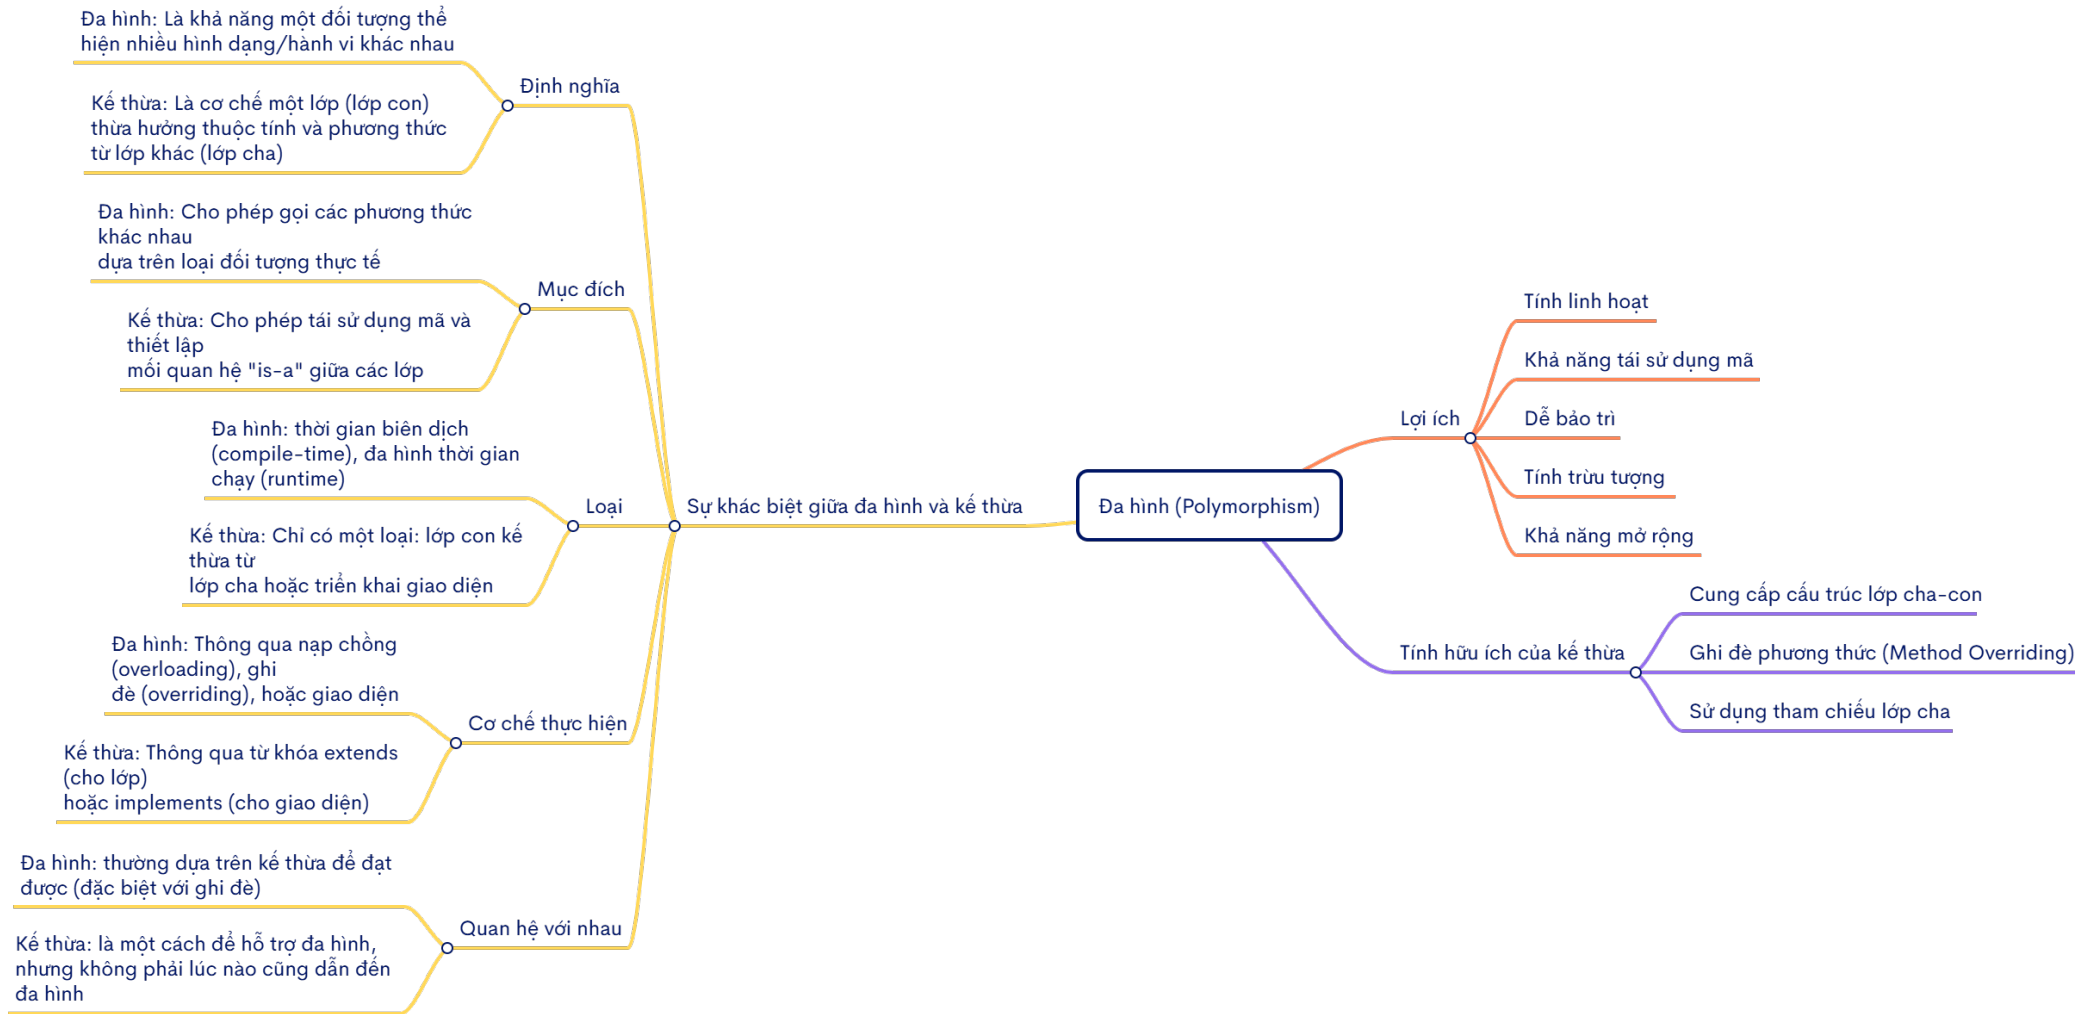 Đa hình: Là khả năng một đối tượng thể
hiện nhiều hình dạng/hành vi khác nhau
Định nghĩa
Kế thừa: Là cơ chế một lớp (lớp con)
thừa hưởng thuộc tính và phương thức
từ lớp khác (lớp cha)
Đa hình: Cho phép gọi các phương thức
khác nhau
dựa trên loại đối tượng thực tế
Mục đích
Kế thừa: Cho phép tái sử dụng mã và
thiết lập
mối quan hệ "is-a" giữa các lớp
Đa hình: thời gian biên dịch
(compile-time), đa hình thời gian
chạy (runtime)
Loại
Kế thừa: Chỉ có một loại: lớp con kế
thừa từ
lớp cha hoặc triển khai giao diện
Đa hình: Thông qua nạp chồng
(overloading), ghi
đè (overriding), hoặc giao diện
Cơ chế thực hiện
Kế thừa: Thông qua từ khóa extends
(cho lớp)
hoặc implements (cho giao diện)
Đa hình: thường dựa trên kế thừa để đạt
được (đặc biệt với ghi đè)
Quan hệ với nhau
Kế thừa: là một cách để hỗ trợ đa hình,
nhưng không phải lúc nào cũng dẫn đến
đa hình
Sự khác biệt giữa đa hình và kế thừa
Đa hình (Polymorphism)
Lợi ích
Tính linh hoạt
Khả năng tái sử dụng mã
Dễ bảo trì
Tính trừu tượng
Khả năng mở rộng
Tính hữu ích của kế thừa
Cung cấp cấu trúc lớp cha-con
Ghi đè phương thức (Method Overriding)
Sử dụng tham chiếu lớp cha